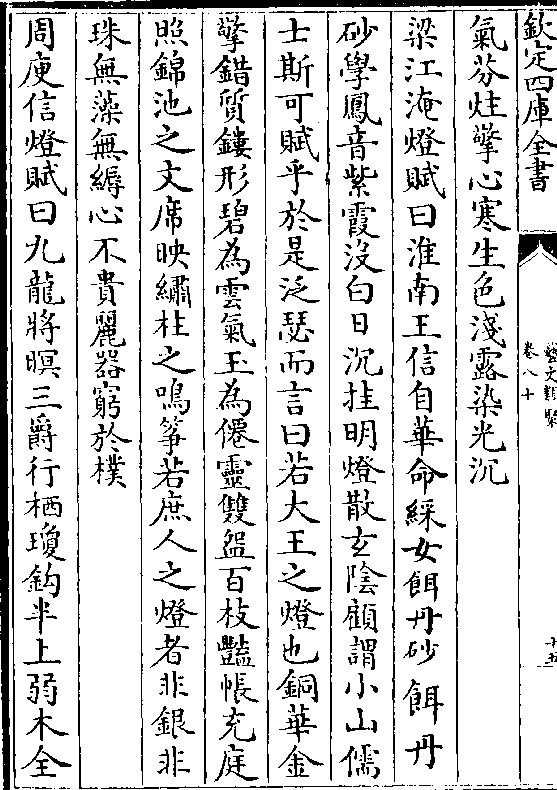 欽定四庫全書
藝文類聚
卷八十
十五
氣芬炷擎心寒生色淺露染光沉
梁江淹燈賦曰淮南王信自華命綵女餌丹砂餌丹
砂學鳳音紫霞沒白日沉挂明燈散玄陰顧謂小山儒
士斯可賦乎於是泛瑟而言曰若大王之燈也銅華金
擎錯質鏤形碧為雲氣玉為僊靈雙盌百枝豔帳充庭
照錦池之文席映繡柱之鳴箏若庶人之燈者非銀非
珠無藻無縟心不貴麗器窮於樸
周庾信燈賦曰九龍將暝三爵行栖瓊鈎半上弱木全